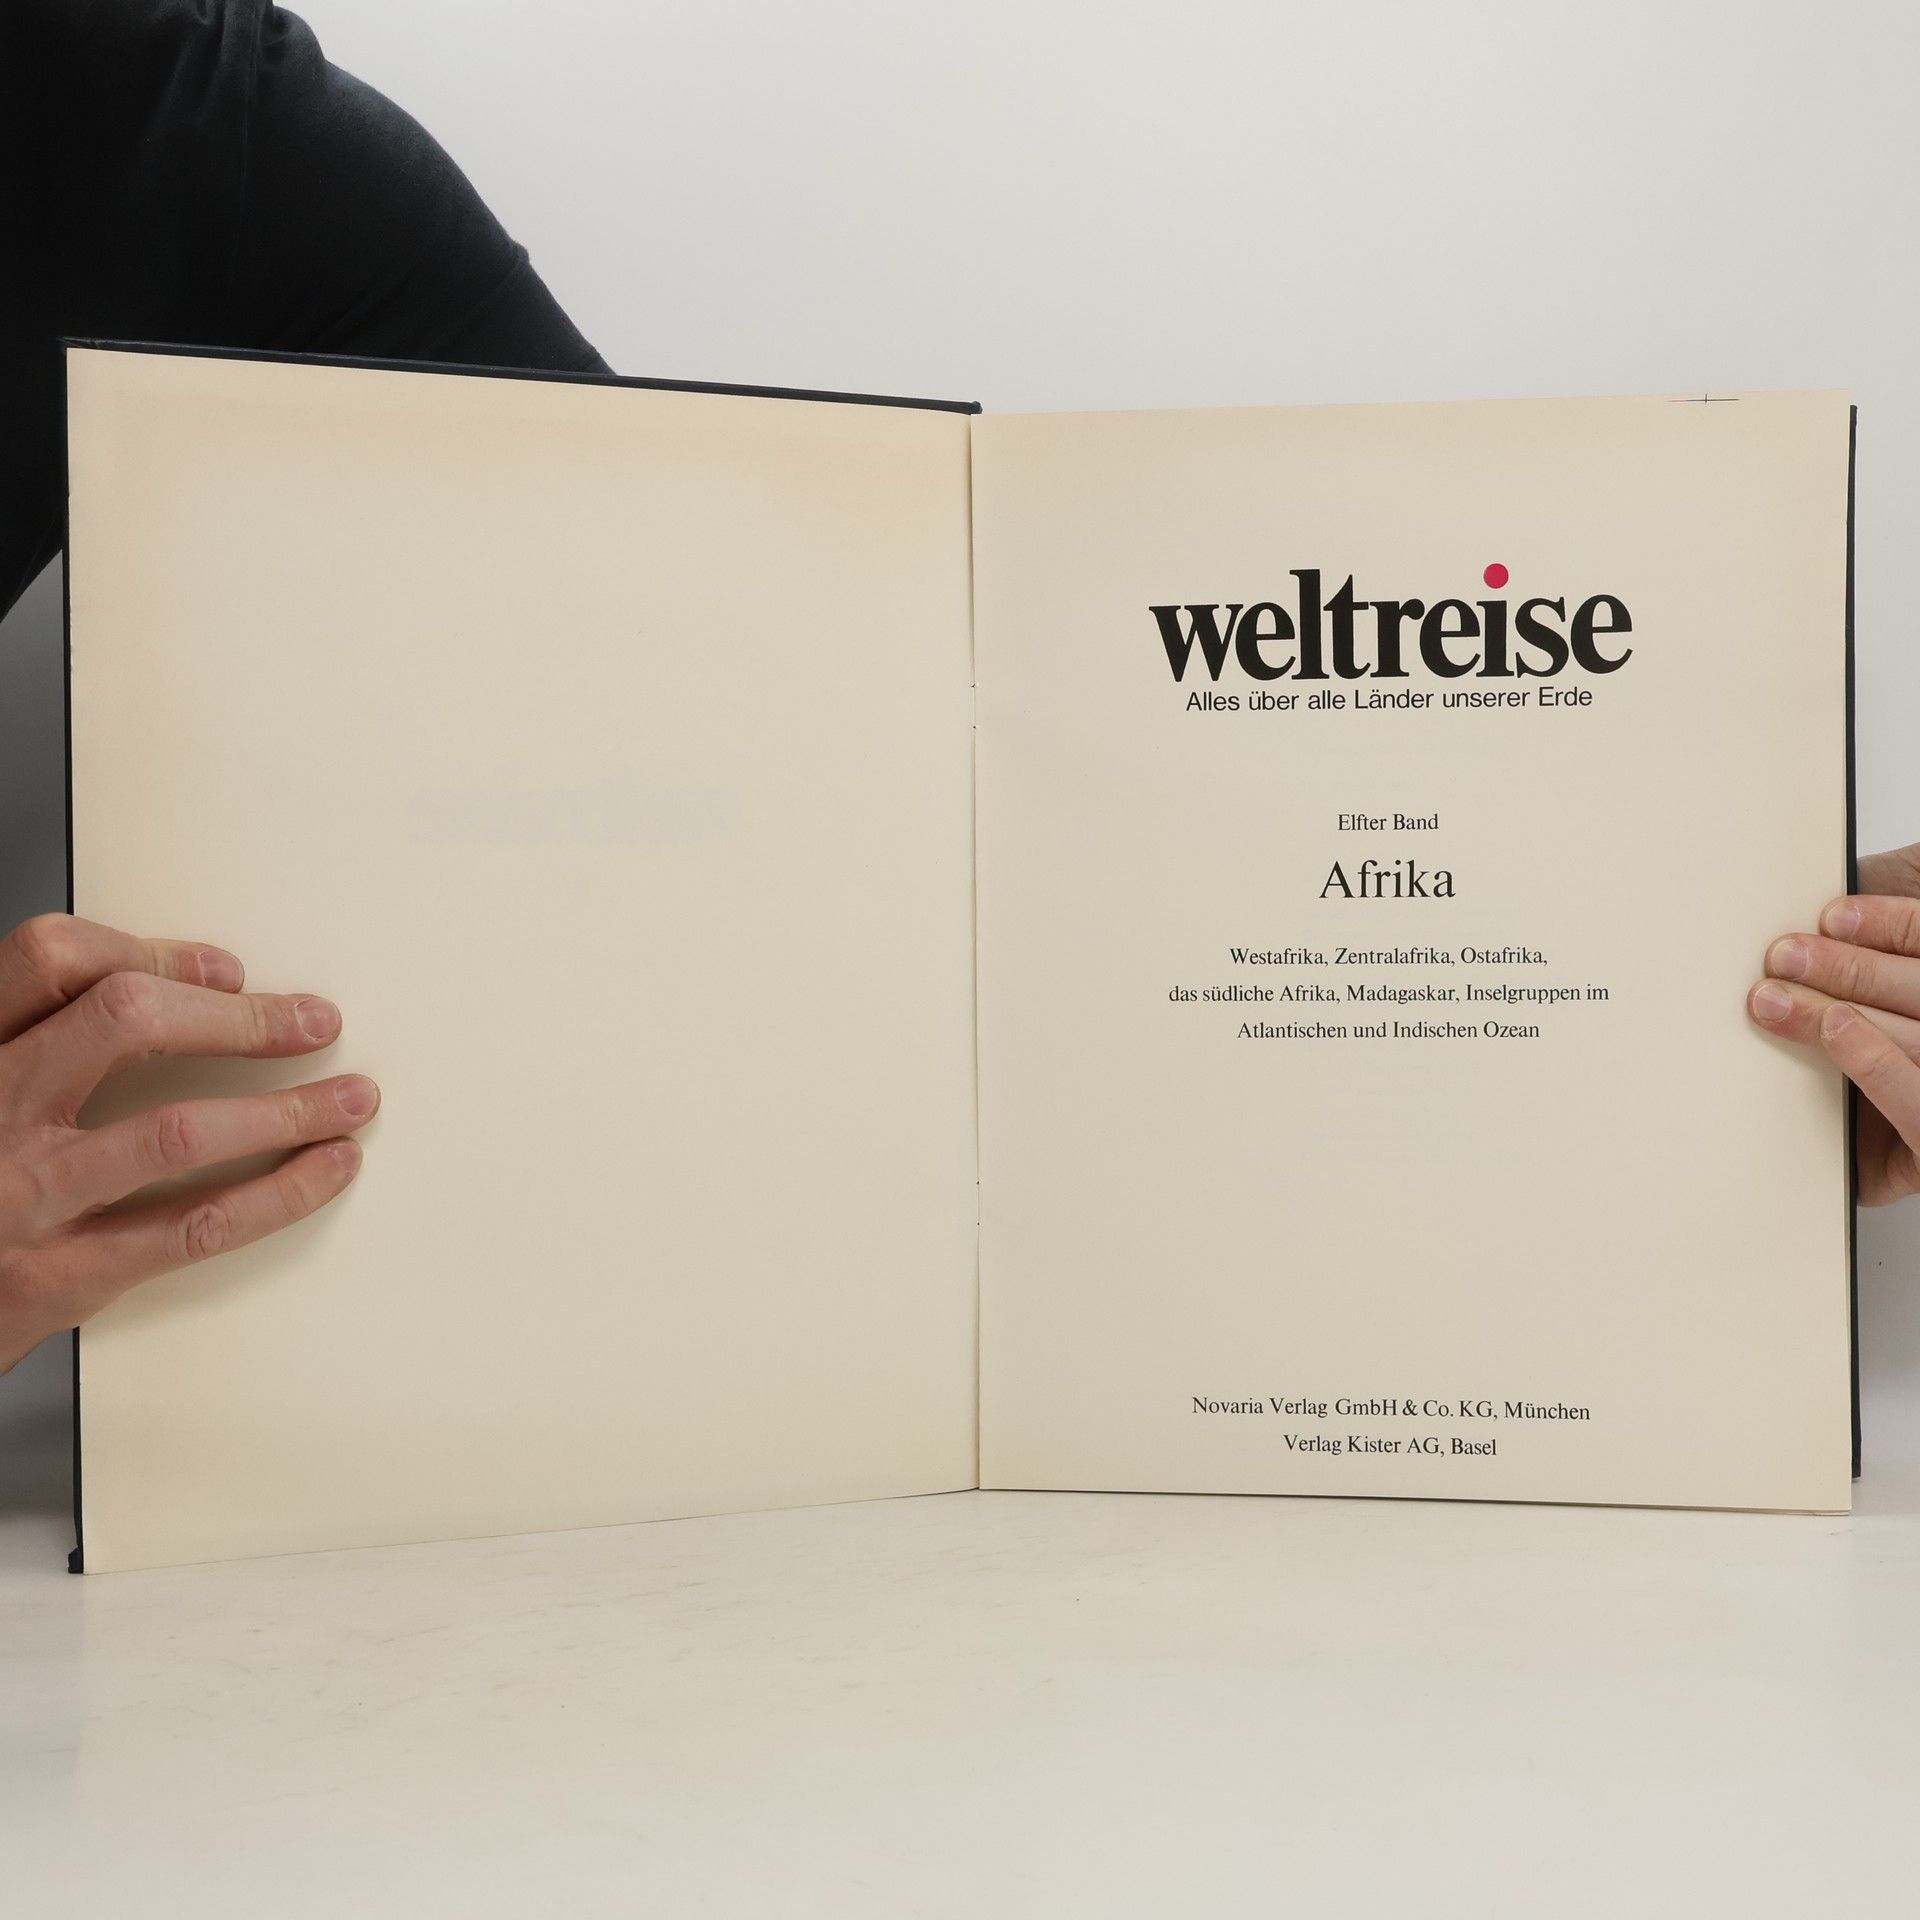 weltreise
Alles über alle Länder unserer Erde
Elfter Band
Afrika
Westafrika, Zentralafrika, Ostafrika,
das südliche Afrika, Madagaskar, Inselgruppen im
Atlantischen und Indischen Ozean
Novaria Verlag GmbH & Co. KG, München
Verlag Kister AG, Basel